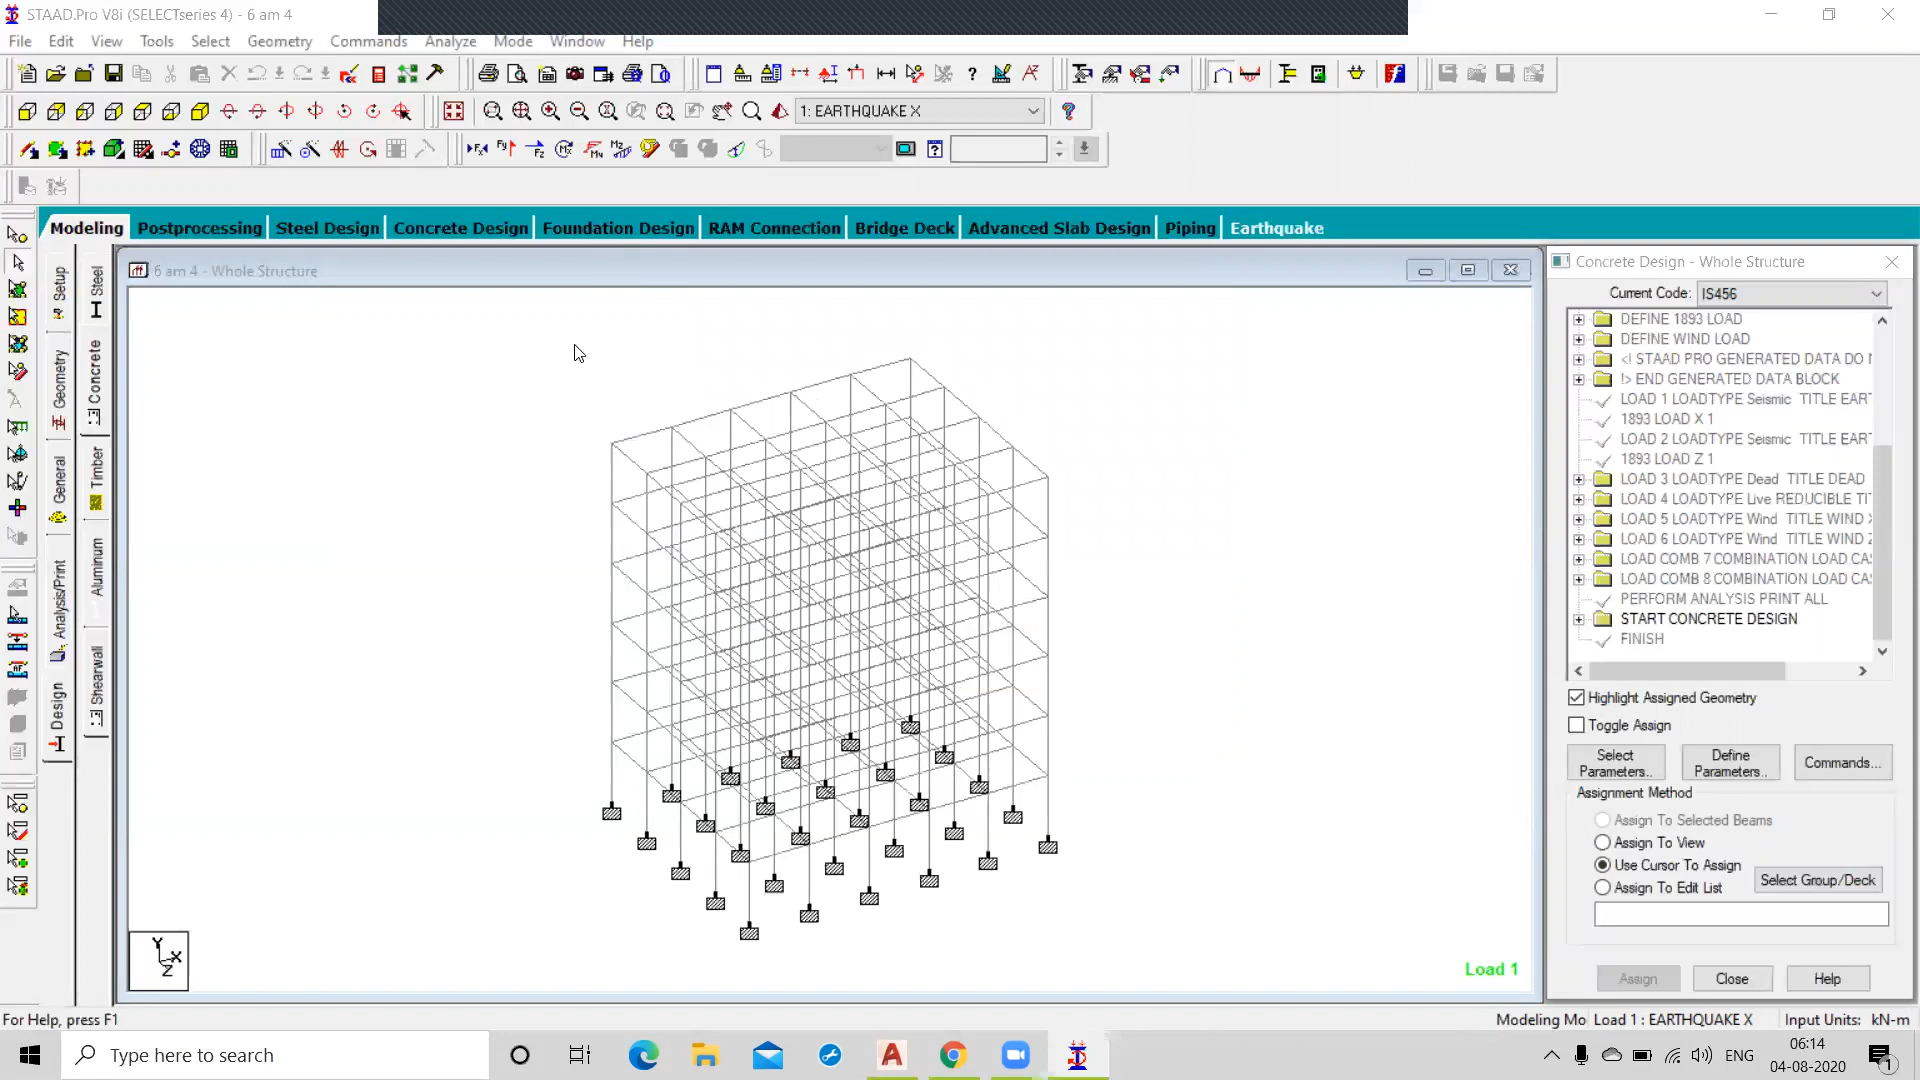 STAAD.Pro V8i (SELECTseries 4) - 6 am 4
File Edit View Tools Select Geometry Commands Analyze Mode Window Help
1: EARTHQUAKE X
Modeling Postprocessing Steel Design Concrete Design Foundation Design RAM Connection Bridge Deck Advanced Slab Design Piping Earthquake
Setup
Geometry
General
Analysis/Print
Design
Steel
Concrete
Timber
Aluminum
Shearwall
6 am 4 - Whole Structure
Load 1
Y
X
Z
Concrete Design - Whole Structure
Current Code: IS456
DEFINE 1893 LOAD
DEFINE WIND LOAD
<! STAAD PRO GENERATED DATA DO
!> END GENERATED DATA BLOCK
LOAD 1 LOADTYPE Seismic TITLE EAR
1893 LOAD X 1
LOAD 2 LOADTYPE Seismic TITLE EAR
1893 LOAD Z 1
LOAD 3 LOADTYPE Dead TITLE DEAD
LOAD 4 LOADTYPE Live REDUCIBLE TI
LOAD 5 LOADTYPE Wind TITLE WIND
LOAD 6 LOADTYPE Wind TITLE WIND
LOAD COMB 7 COMBINATION LOAD CA
LOAD COMB 8 COMBINATION LOAD CA
PERFORM ANALYSIS PRINT ALL
START CONCRETE DESIGN
FINISH
Highlight Assigned Geometry
Toggle Assign
Select Parameters..
Define Parameters..
Commands...
Assignment Method
Assign To Selected Beams
Assign To View
Use Cursor To Assign
Assign To Edit List
Select Group/Deck
Assign Close Help
For Help, press F1
Modeling Mo Load 1 : EARTHQUAKE X Input Units: kN-m
Type here to search
ENG
06:14
04-08-2020
1